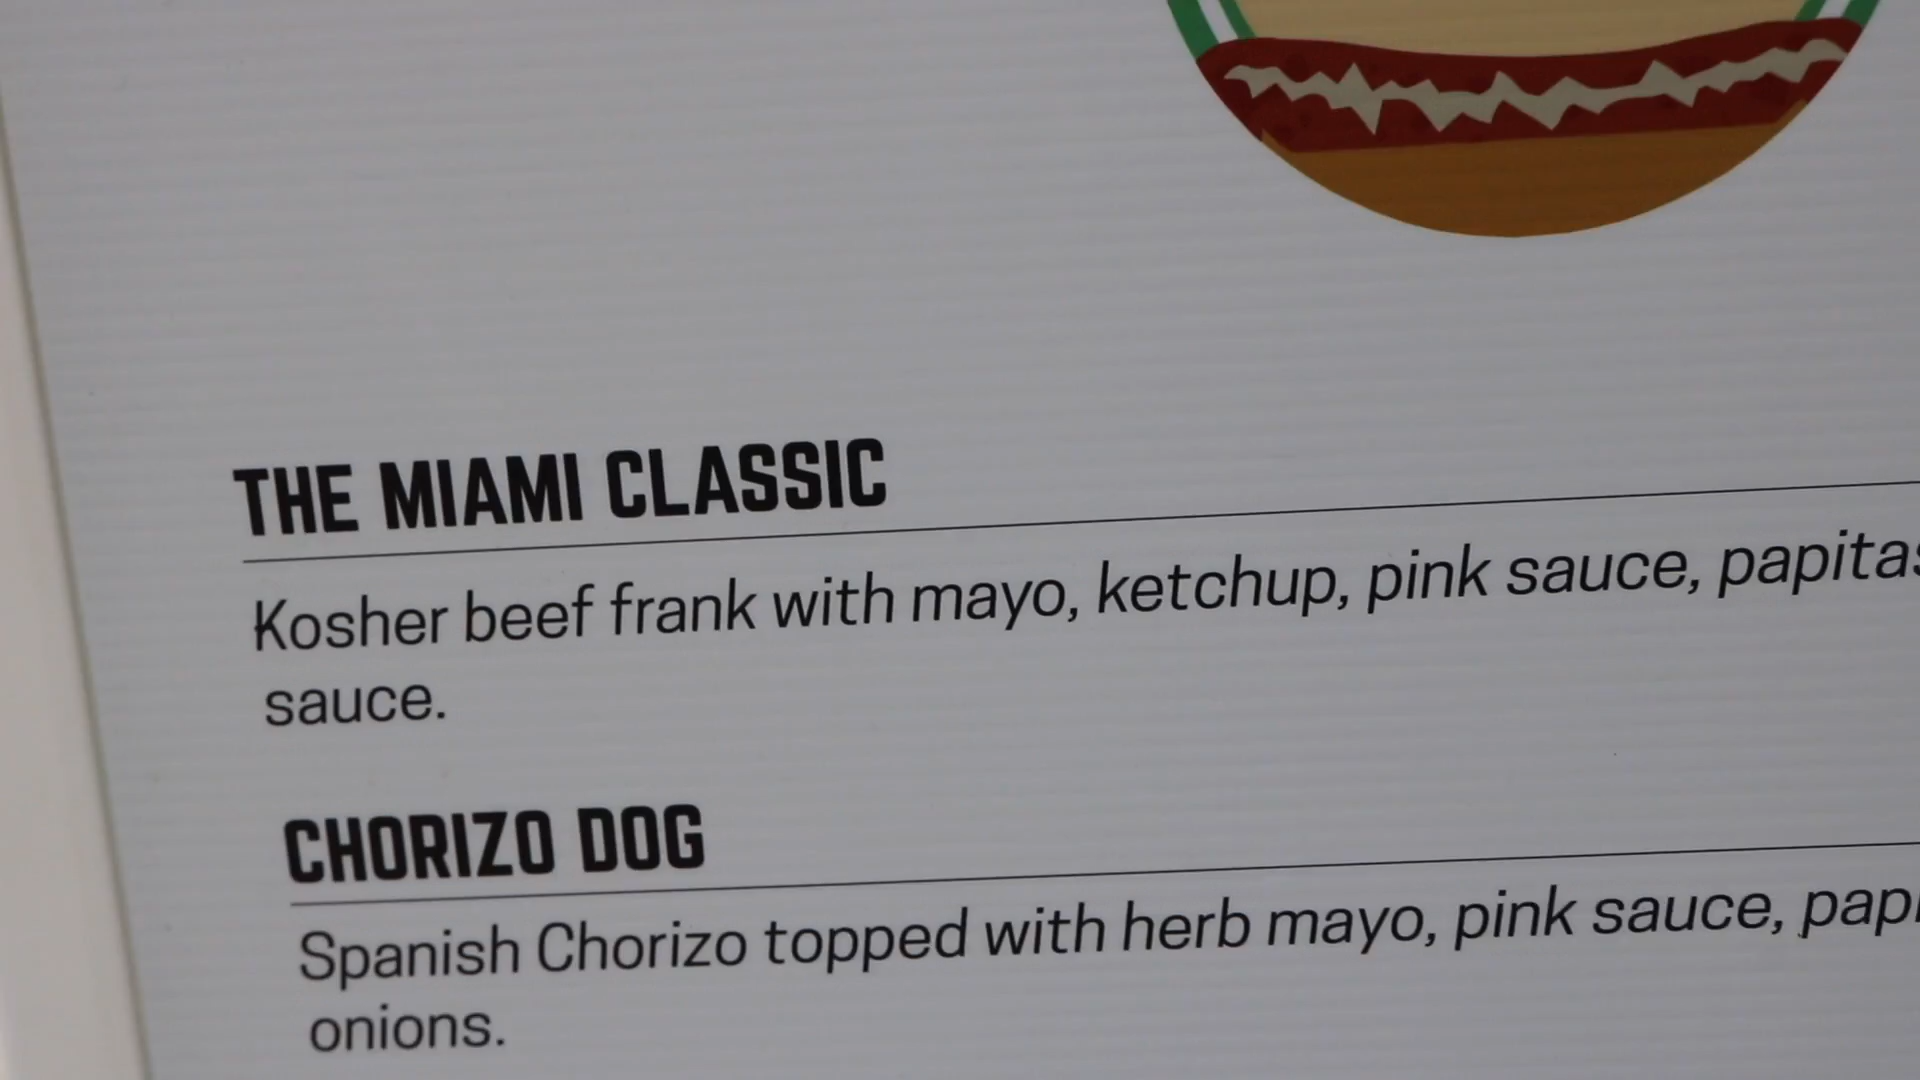 THE MIAMI CLASSIC
Kosher beef frank with mayo, ketchup, pink sauce, papitas
sauce.
CHORIZO DOG
Spanish Chorizo topped with herb mayo, pink sauce,
onions.